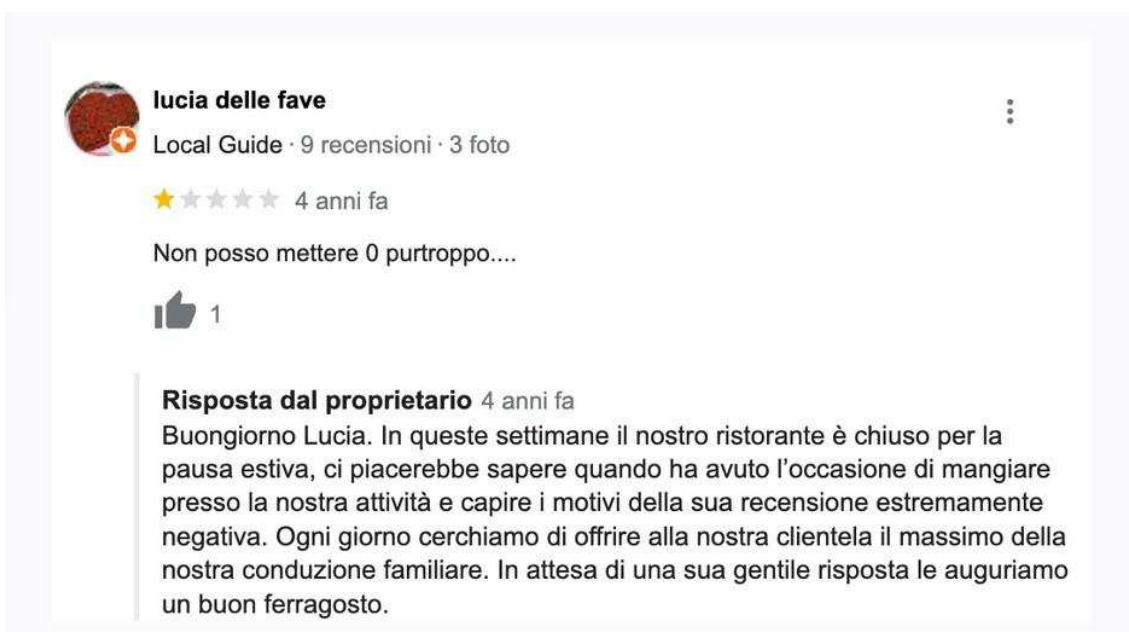 lucia delle fave
Local Guide · 9 recensioni · 3 foto
4 anni fa
Non posso mettere 0 purtroppo....
1
Risposta dal proprietario 4 anni fa
Buongiorno Lucia. In queste settimane il nostro ristorante è chiuso per la
pausa estiva, ci piacerebbe sapere quando ha avuto l'occasione di mangiare
presso la nostra attività e capire i motivi della sua recensione estremamente
negativa. Ogni giorno cerchiamo di offrire alla nostra clientela il massimo della
nostra conduzione familiare. In attesa di una sua gentile risposta le auguriamo
un buon ferragosto.